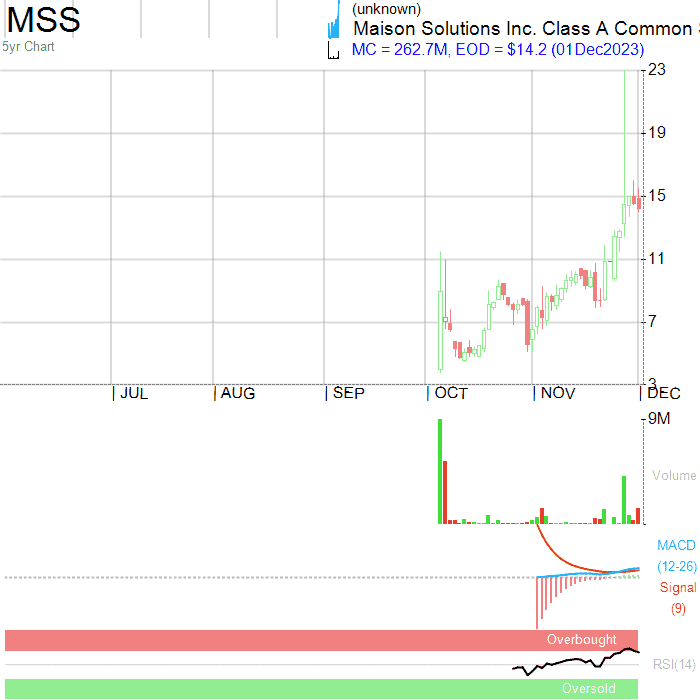 MSS
(unknown)
Maison Solutions Inc. Class A Common
5yr Chart
MC = 262.7M, EOD = $14.2 (01Dec2023)
23
19
15
11
7
3
JUL
AUG
SEP
OCT
NOV
DEC
9M
Volume
MACD
(12-26)
Signal
(9)
Overbought
RSI(14)
Oversold